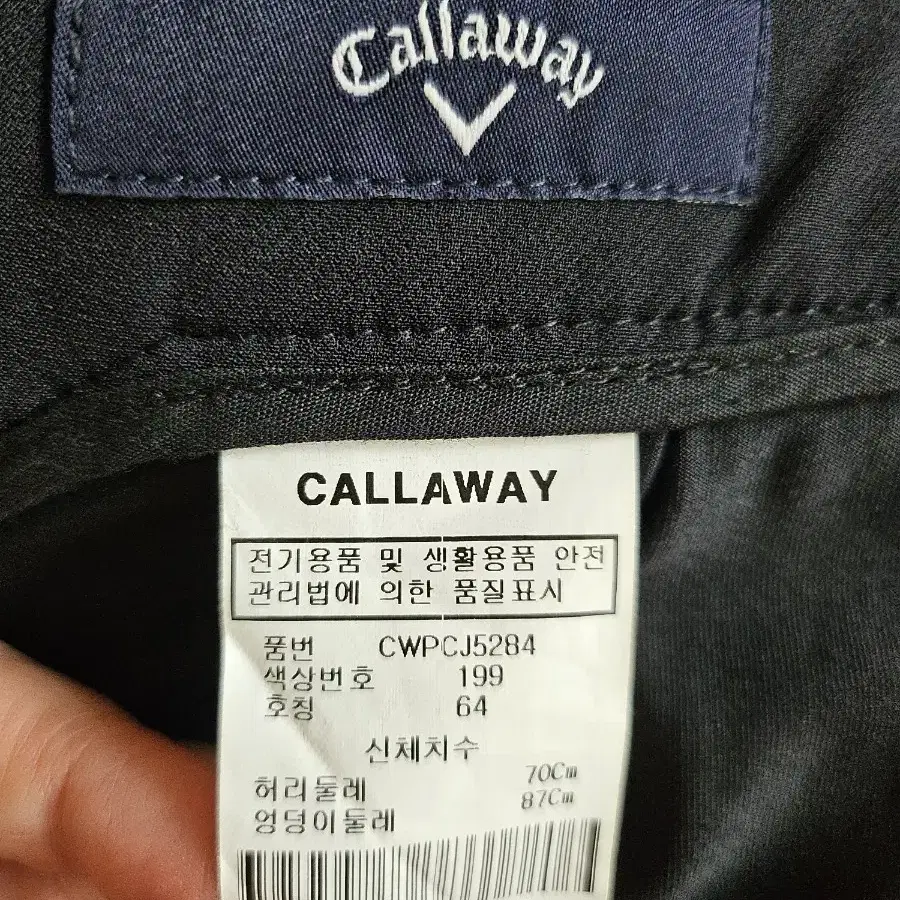 Callaway
CALLAWAY
전기용품 및 생활용품 안전
관리법에 의한 품질표시
품번 CWPCJ5284
색상번호 199
호칭 64
신체치수
허리둘레 70Cm
엉덩이둘레 87Cm